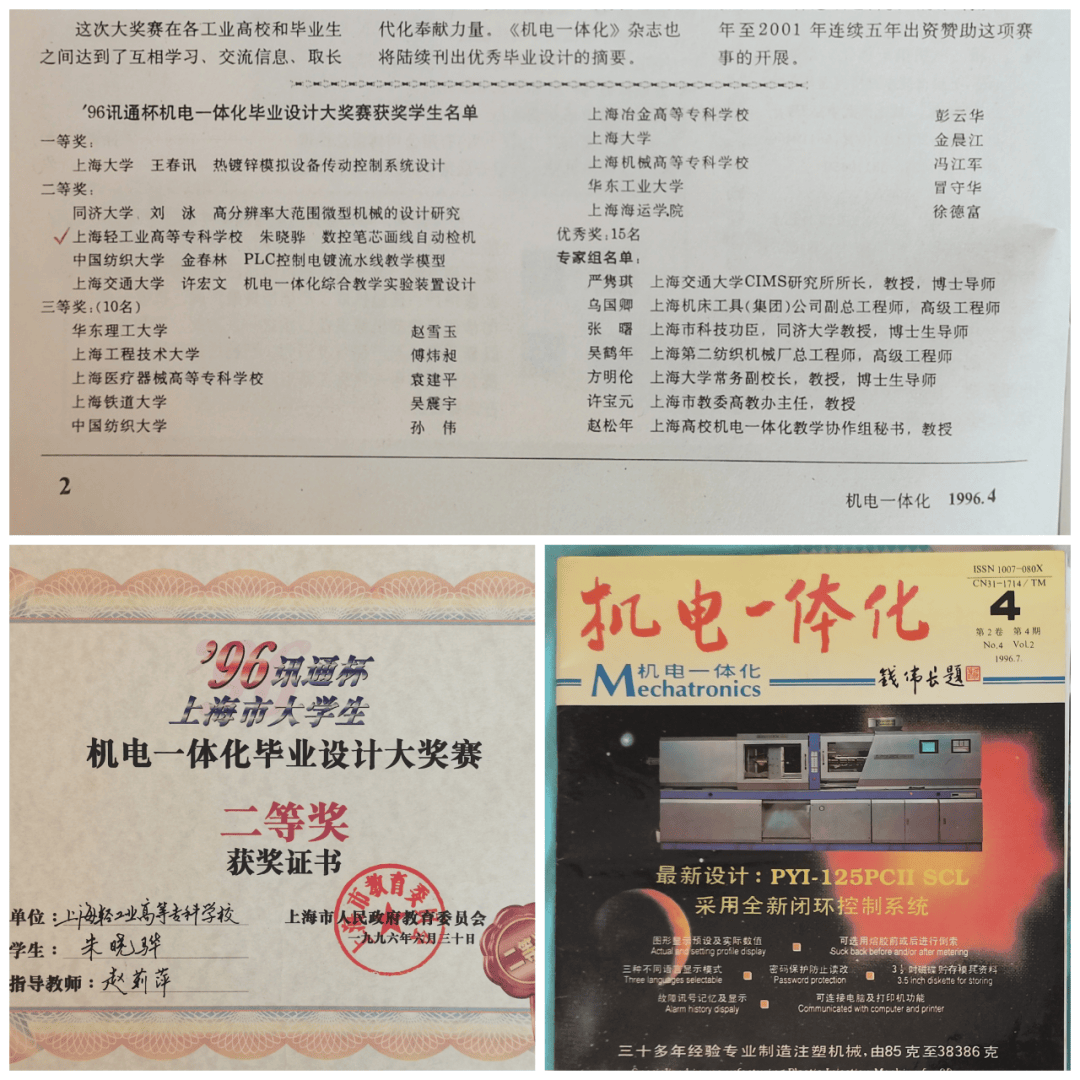 这次大奖赛在各工业高校和毕业生
之间达到了互相学习、交流信息、取长
代化奉献力量。《机电一体化》杂志也
将陆续刊出优秀毕业设计的摘要。
年至2001 年连续五年出资赞助这项赛
事的开展。
'96讯通杯机电一体化毕业设计大奖赛获奖学生名单
一等奖：
上海大学 王春讯 热镀锌模拟设备传动控制系统设计
二等奖：
同济大学 刘 泳 高分辨率大范围微型机械的设计研究
上海轻工业高等专科学校 朱晓骅 数控笔芯画线自动检机
中国纺织大学 金春林 PLC控制电镀流水线教学模型
上海交通大学 许宏文 机电一体化综合教学实验装置设计
三等奖：(10名)
华东理工大学 赵雪玉
上海工程技术大学 傅炜昶
上海医疗器械高等专科学校 袁建平
上海铁道大学 吴震宇
中国纺织大学 孙 伟
上海冶金高等专科学校 彭云华
上海大学 金晨江
上海机械高等专科学校 冯江军
华东工业大学 冒守华
上海海运学院 徐德富
优秀奖：15名
专家组名单：
严隽琪 上海交通大学CIMS研究所所长，教授，博士导师
乌国卿 上海机床工具(集团)公司副总工程师，高级工程师
张 曙 上海市科技功臣，同济大学教授，博士生导师
吴鹤年 上海第二纺织机械厂总工程师，高级工程师
方明伦 上海大学常务副校长，教授，博士生导师
许宝元 上海市教委高教办主任，教授
赵松年 上海高校机电一体化教学协作组秘书，教授
2
机电一体化 1996.4
'96讯通杯
上海市大学生
机电一体化毕业设计大奖赛
二等奖
获奖证书
单位：上海轻工业高等专科学校
学生：朱晓骅
指导教师：赵莉萍
上海市人民政府教育委员会
一九九六年六月三十日
ISSN 1007-080X
CN31-1714/TM
4
第2卷 第4期
No.4 Vol.2
1996.7.
机电一体化
机电一体化
Mechatronics
钱伟长题
最新设计：PYI-125PCII SCL
采用全新闭环控制系统
图形显示预设及实际数值
Actual and setting profile display
可选用熔胶前或后进行倒索
Suck back before and/or after metering
三种不同语言显示模式
Three languages selectable
密码保护防止读改
Password protection
3½吋磁碟贮存模具资料
3.5 inch diskette for storing
故障讯号记忆及显示
Alarm history dispaly
可连接电脑及打印机功能
Communicated with computer and printer
三十多年经验专业制造注塑机械，由85克至38386克